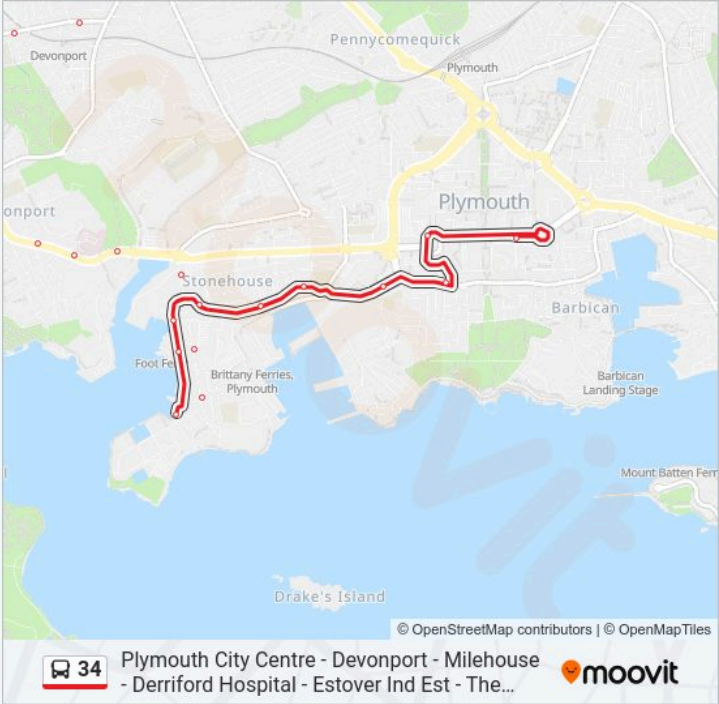 Pennycomequick
Devonport
Plymouth
Plymouth
onport
Stonehouse
Barbican
Foot Fe
Brittany Ferries,
Plymouth
Barbican
Landing Stage
Mount Batten Ferr
Drake's Island
© OpenStreetMap contributors | © OpenMapTiles
34
Plymouth City Centre - Devonport - Milehouse
- Derriford Hospital - Estover Ind Est - The...
moovit